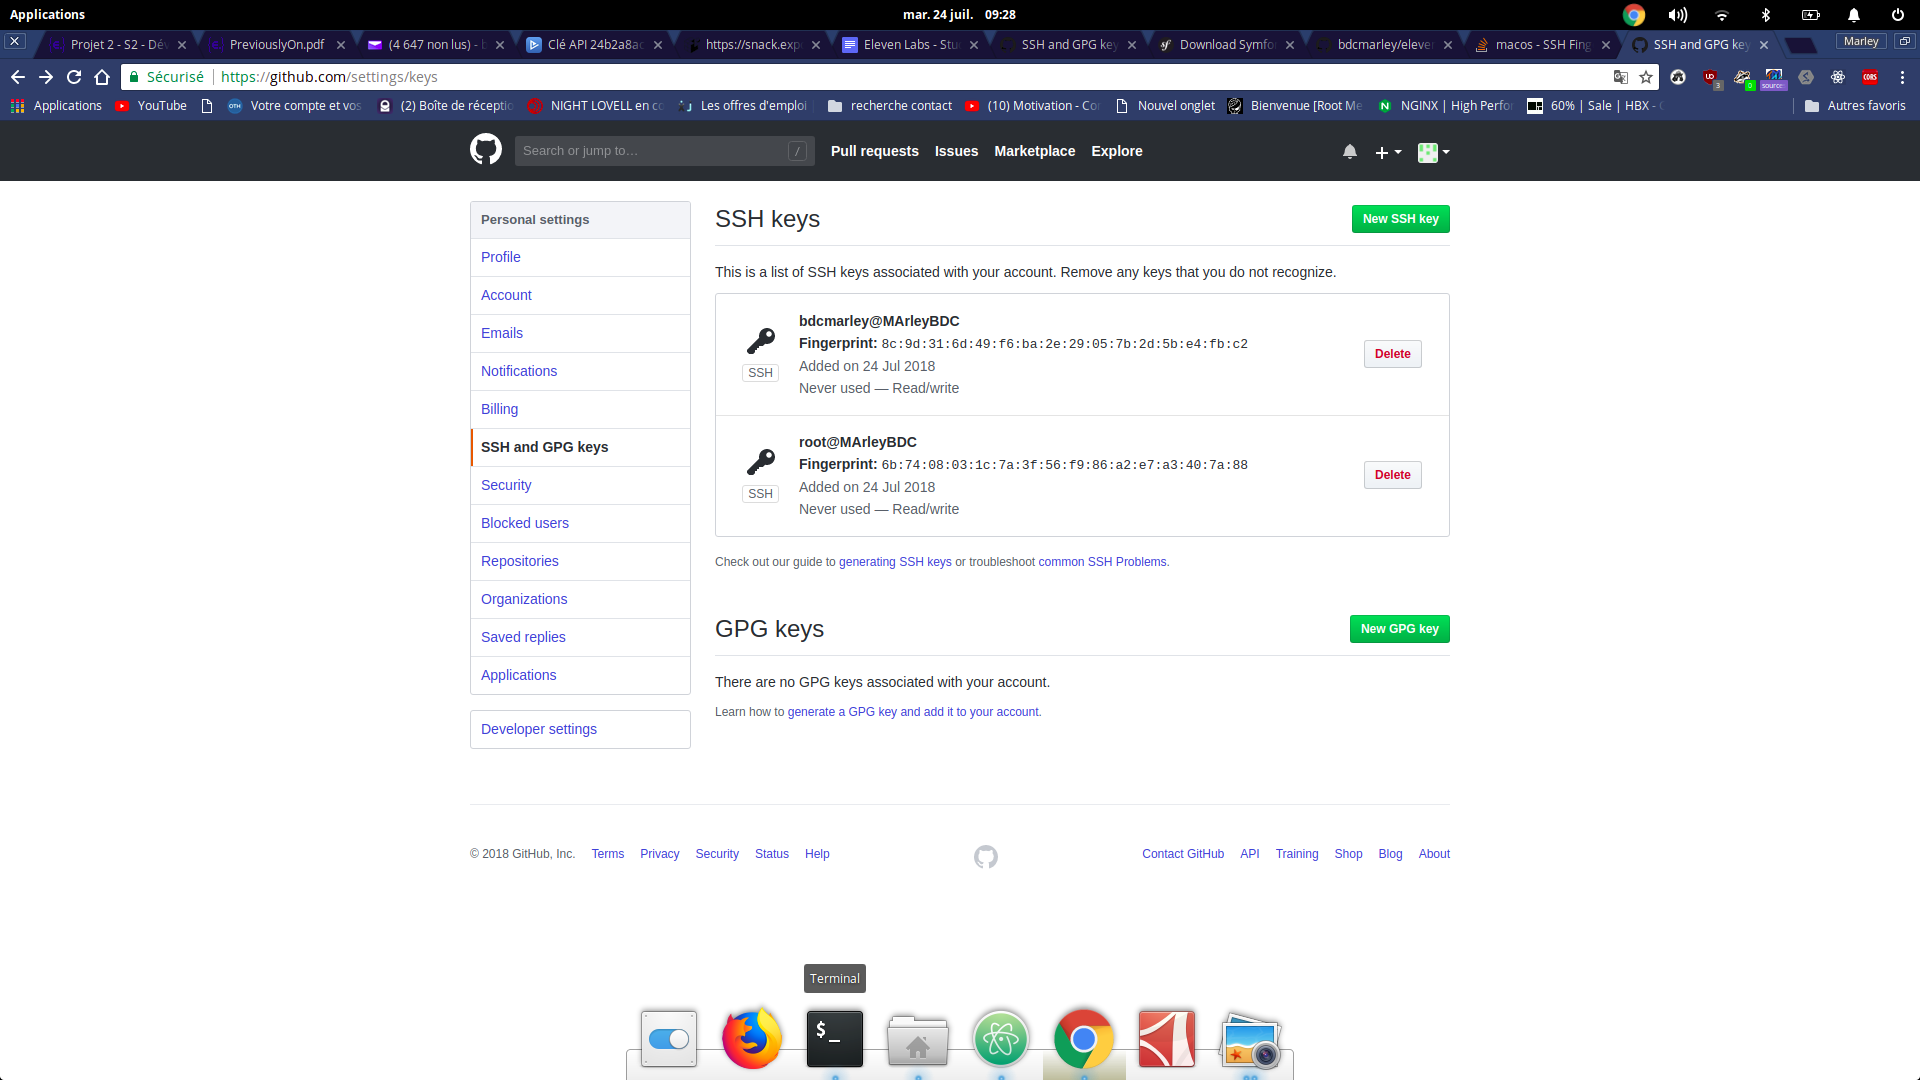 Applications
mar. 24 juil. 09:28
Projet 2 - S2 - Dév
PreviouslyOn.pdf
(4 647 non lus) - b
Clé API 24b2a8ac
https://snack.exp
Eleven Labs - Stu
SSH and GPG key
Download Symfo
bdcmarley/eleven
macos - SSH Fing
SSH and GPG key
Marley
Sécurisé
https://github.com/settings/keys
3
0
source
CORS
Applications
YouTube
Votre compte et vos
(2) Boîte de réceptio
NIGHT LOVELL en co
Les offres d'emploi
recherche contact
(10) Motivation - Cor
Nouvel onglet
Bienvenue [Root Me
NGINX | High Perfor
60% | Sale | HBX - 
Autres favoris
Search or jump to…
/
Pull requests
Issues
Marketplace
Explore
Personal settings
Profile
Account
Emails
Notifications
Billing
SSH and GPG keys
Security
Blocked users
Repositories
Organizations
Saved replies
Applications
Developer settings
SSH keys
New SSH key
This is a list of SSH keys associated with your account. Remove any keys that you do not recognize.
bdcmarley@MArleyBDC
Fingerprint: 8c:9d:31:6d:49:f6:ba:2e:29:05:7b:2d:5b:e4:fb:c2
Added on 24 Jul 2018
Never used — Read/write
SSH
Delete
root@MArleyBDC
Fingerprint: 6b:74:08:03:1c:7a:3f:56:f9:86:a2:e7:a3:40:7a:88
Added on 24 Jul 2018
Never used — Read/write
SSH
Delete
Check out our guide to generating SSH keys or troubleshoot common SSH Problems.
GPG keys
New GPG key
There are no GPG keys associated with your account.
Learn how to generate a GPG key and add it to your account.
© 2018 GitHub, Inc.
Terms
Privacy
Security
Status
Help
Contact GitHub
API
Training
Shop
Blog
About
Terminal
$_